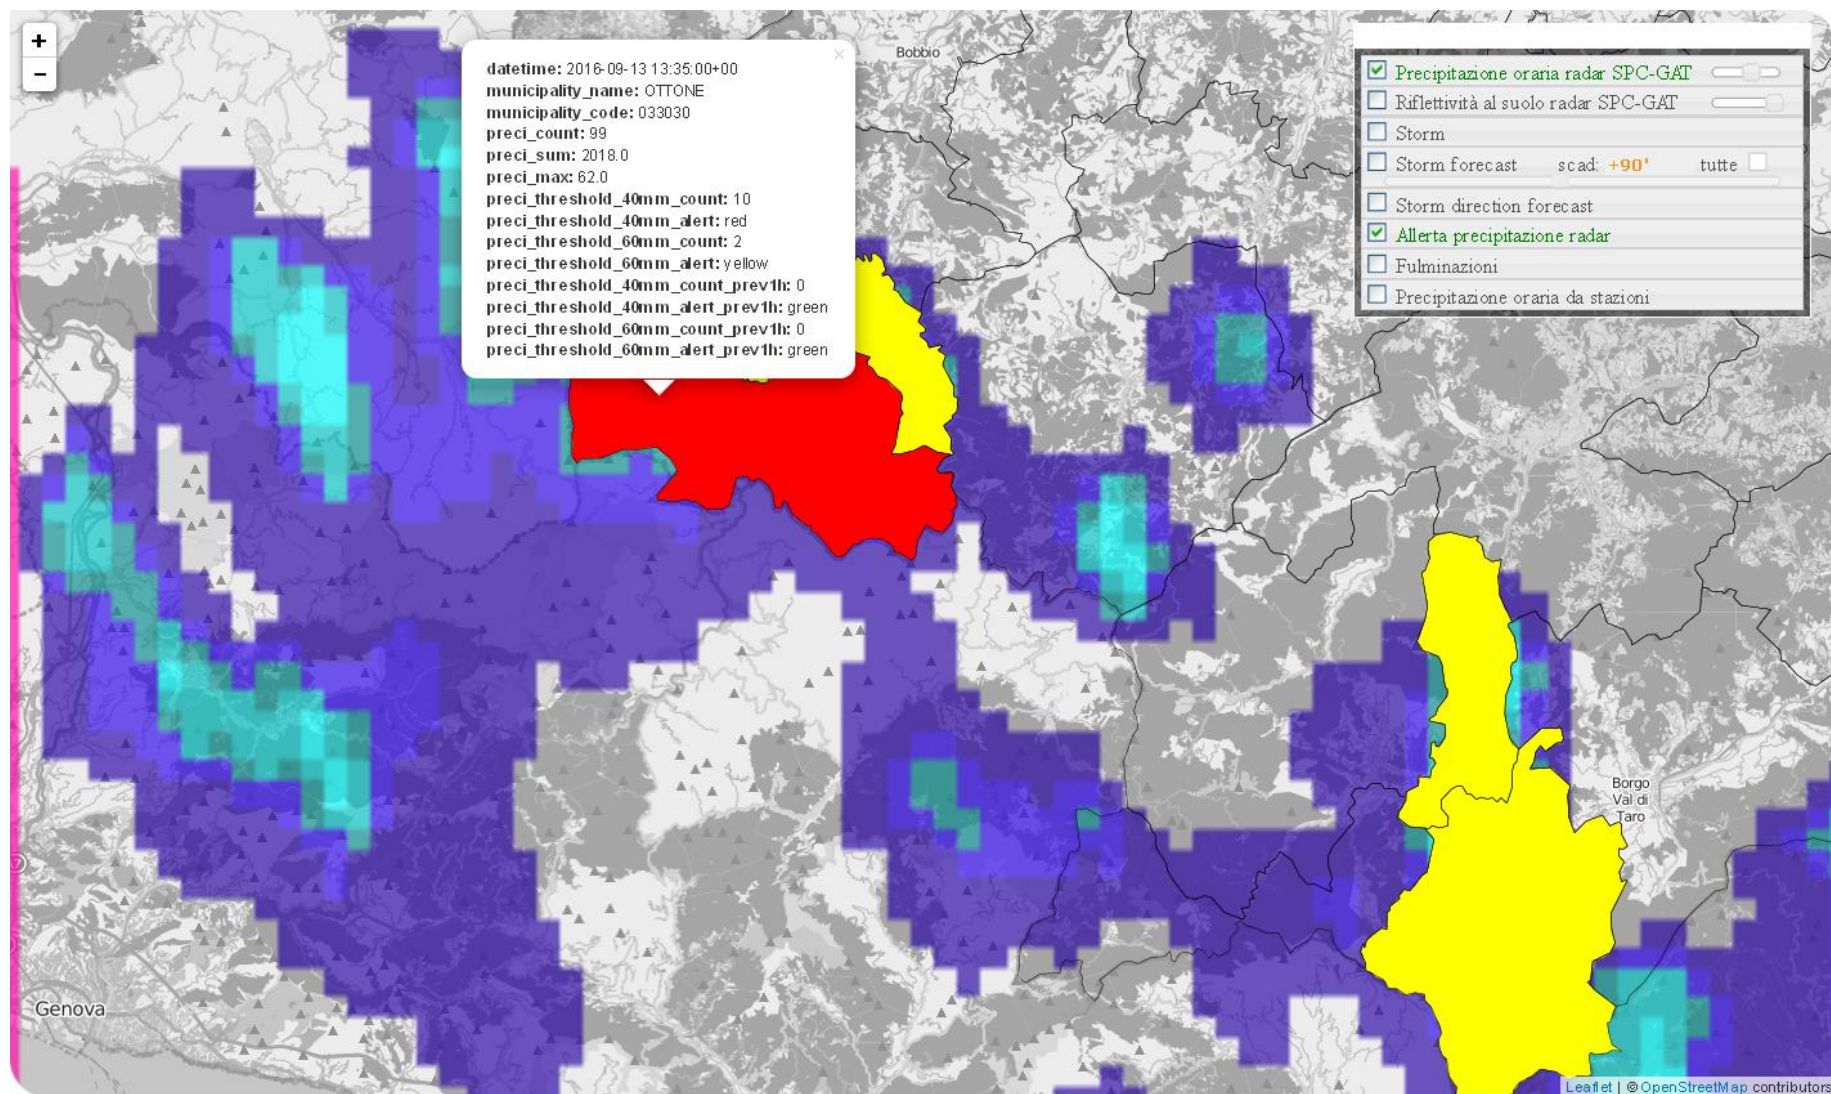 +
−
Bobbio
×
datetime: 2016-09-13 13:35:00+00
municipality_name: OTTONE
municipality_code: 033030
preci_count: 99
preci_sum: 2018.0
preci_max: 62.0
preci_threshold_40mm_count: 10
preci_threshold_40mm_alert: red
preci_threshold_60mm_count: 2
preci_threshold_60mm_alert: yellow
preci_threshold_40mm_count_prev1h: 0
preci_threshold_40mm_alert_prev1h: green
preci_threshold_60mm_count_prev1h: 0
preci_threshold_60mm_alert_prev1h: green
Precipitazione oraria radar SPC-GAT
Riflettività al suolo radar SPC-GAT
Storm
Storm forecast scad: +90' tutte
Storm direction forecast
Allerta precipitazione radar
Fulminazioni
Precipitazione oraria da stazioni
Borgo
Val di
Taro
Genova
Leaflet | © OpenStreetMap contributors